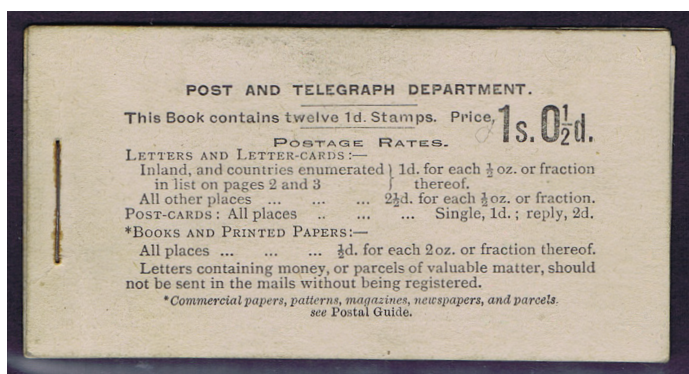 POST AND TELEGRAPH DEPARTMENT.
This Book contains twelve 1d. Stamps. Price, 1s. 0½d.
POSTAGE RATES.
LETTERS AND LETTER-CARDS:—
Inland, and countries enumerated } 1d. for each ½ oz. or fraction
in list on pages 2 and 3 } thereof.
All other places ... ... ... 2½d. for each ½oz. or fraction.
POST-CARDS: All places .. ... ... Single, 1d.; reply, 2d.
*BOOKS AND PRINTED PAPERS:—
All places ... ... ... ½d. for each 2 oz. or fraction thereof.
Letters containing money, or parcels of valuable matter, should
not be sent in the mails without being registered.
*Commercial papers, patterns, magazines, newspapers, and parcels.
see Postal Guide.